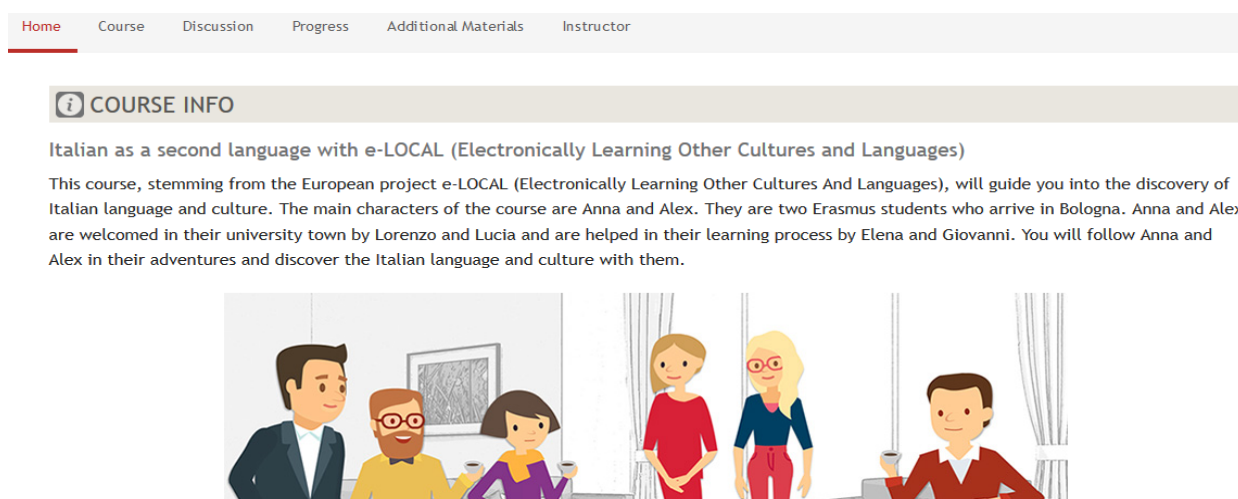 Home Course Discussion Progress Additional Materials Instructor
i COURSE INFO
Italian as a second language with e-LOCAL (Electronically Learning Other Cultures and Languages)
This course, stemming from the European project e-LOCAL (Electronically Learning Other Cultures And Languages), will guide you into the discovery of
Italian language and culture. The main characters of the course are Anna and Alex. They are two Erasmus students who arrive in Bologna. Anna and Alex
are welcomed in their university town by Lorenzo and Lucia and are helped in their learning process by Elena and Giovanni. You will follow Anna and
Alex in their adventures and discover the Italian language and culture with them.